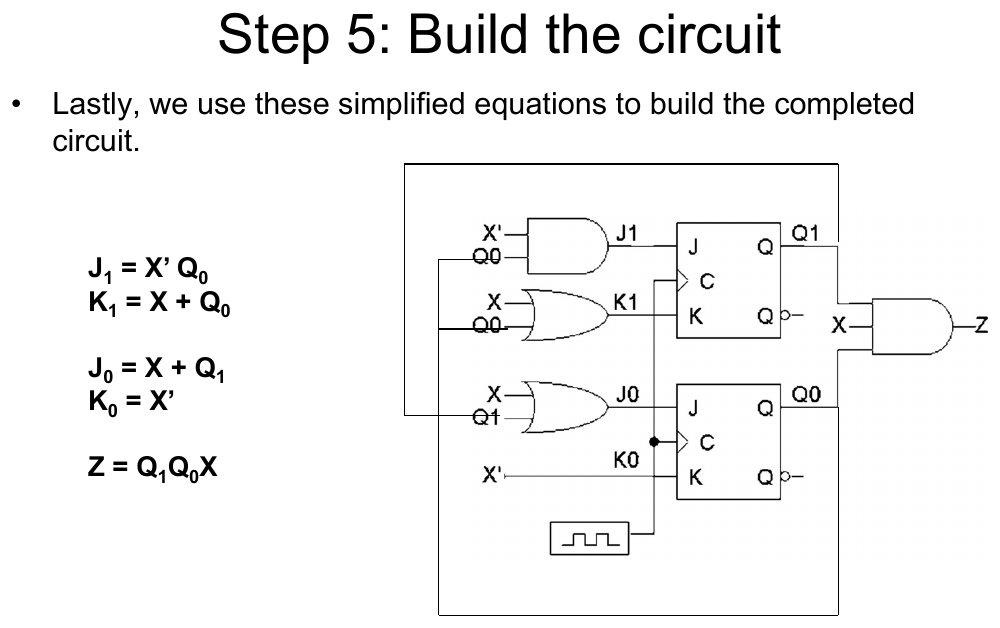 Step 5: Build the circuit
• Lastly, we use these simplified equations to build the completed
circuit.
J₁ = X’ Q₀
K₁ = X + Q₀
J₀ = X + Q₁
K₀ = X’
Z = Q₁Q₀X
X' J1 Q1
Q0 J Q
C
X K1
Q0 K Q
X Z
X J0 Q0
Q1 J Q
C
K0
X' K Q